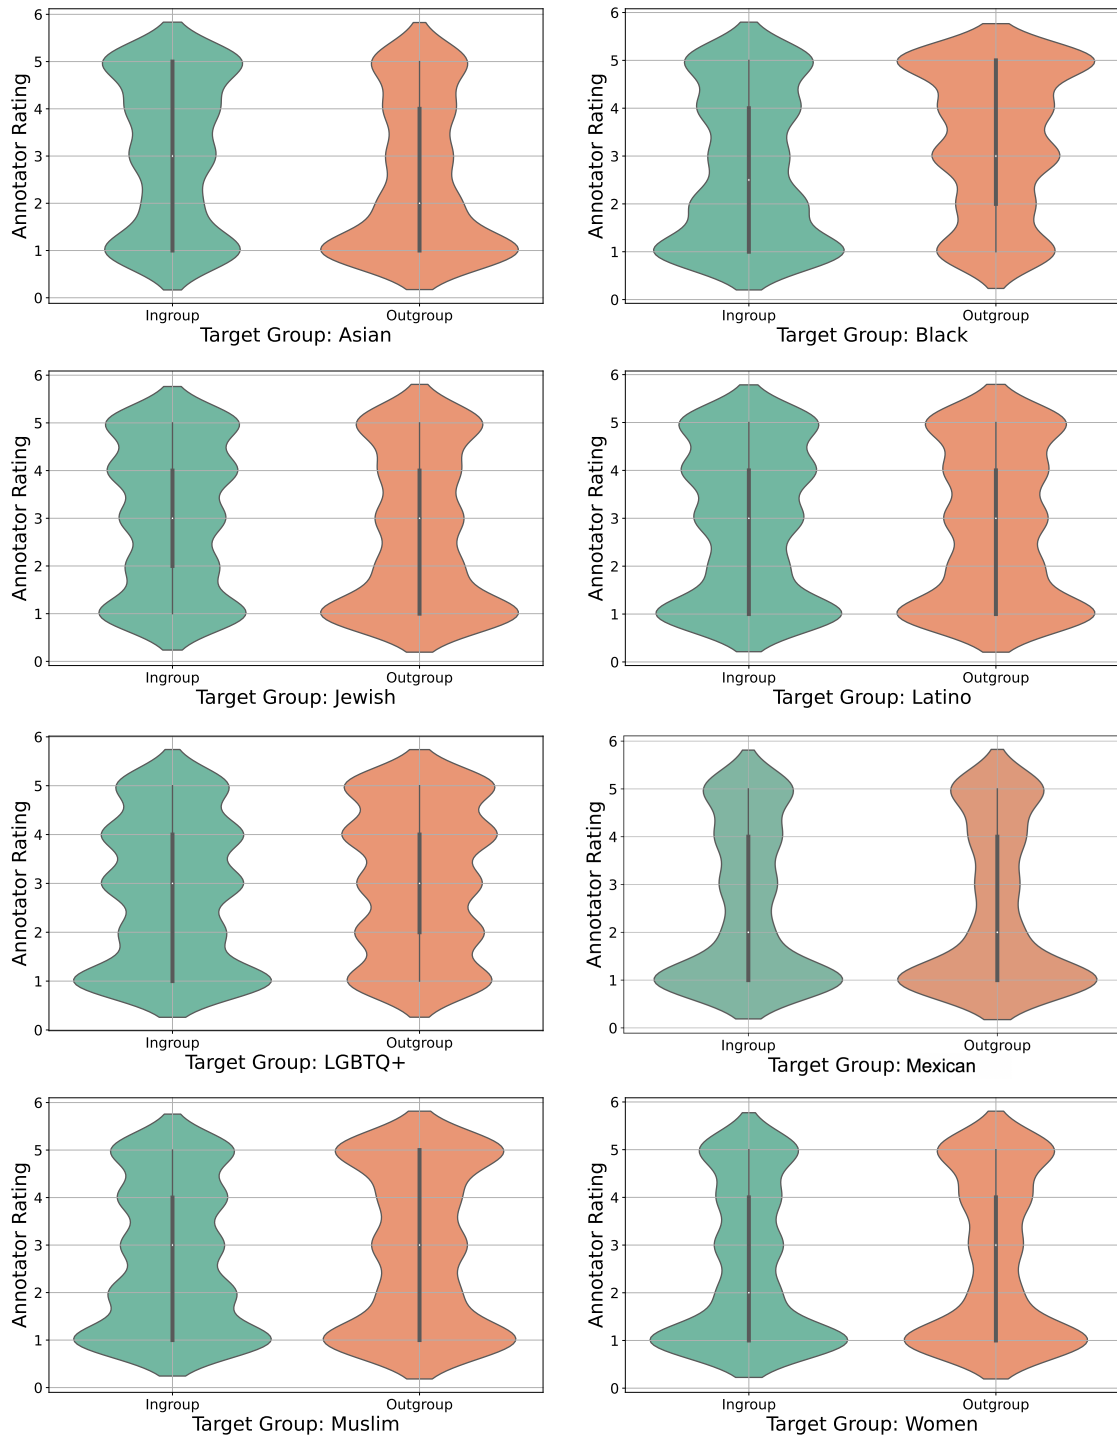 6
5
4
3
2
1
0
Annotator Rating
Ingroup
Outgroup
Target Group: Asian
6
5
4
3
2
1
0
Annotator Rating
Ingroup
Outgroup
Target Group: Black
6
5
4
3
2
1
0
Annotator Rating
Ingroup
Outgroup
Target Group: Jewish
6
5
4
3
2
1
0
Annotator Rating
Ingroup
Outgroup
Target Group: Latino
6
5
4
3
2
1
0
Annotator Rating
Ingroup
Outgroup
Target Group: LGBTQ+
6
5
4
3
2
1
0
Annotator Rating
Ingroup
Outgroup
Target Group: Mexican
6
5
4
3
2
1
0
Annotator Rating
Ingroup
Outgroup
Target Group: Muslim
6
5
4
3
2
1
0
Annotator Rating
Ingroup
Outgroup
Target Group: Women